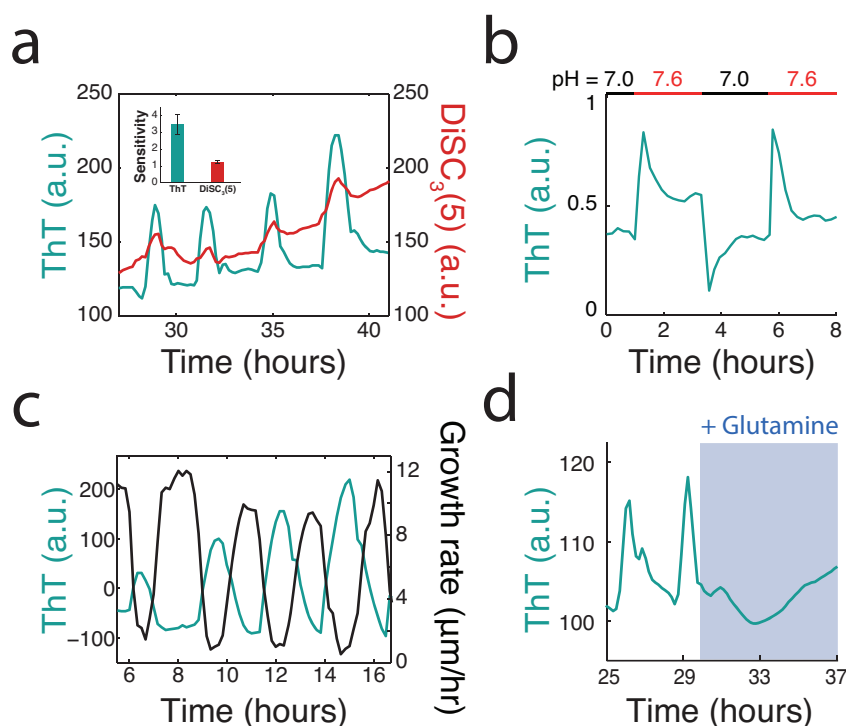 a
250
200
150
100
ThT (a.u.)
Sensitivity
4
3
2
1
0
ThT DiSC3(5)
250
200
150
100
DiSC3(5) (a.u.)
30 35 40
Time (hours)
b
pH = 7.0 7.6 7.0 7.6
1
0.5
0
ThT (a.u.)
0 2 4 6 8
Time (hours)
c
200
100
0
−100
ThT (a.u.)
12
9
6
4
2
0
Growth rate (μm/hr)
6 8 10 12 14 16
Time (hours)
d
+ Glutamine
120
110
100
ThT (a.u.)
25 29 33 37
Time (hours)